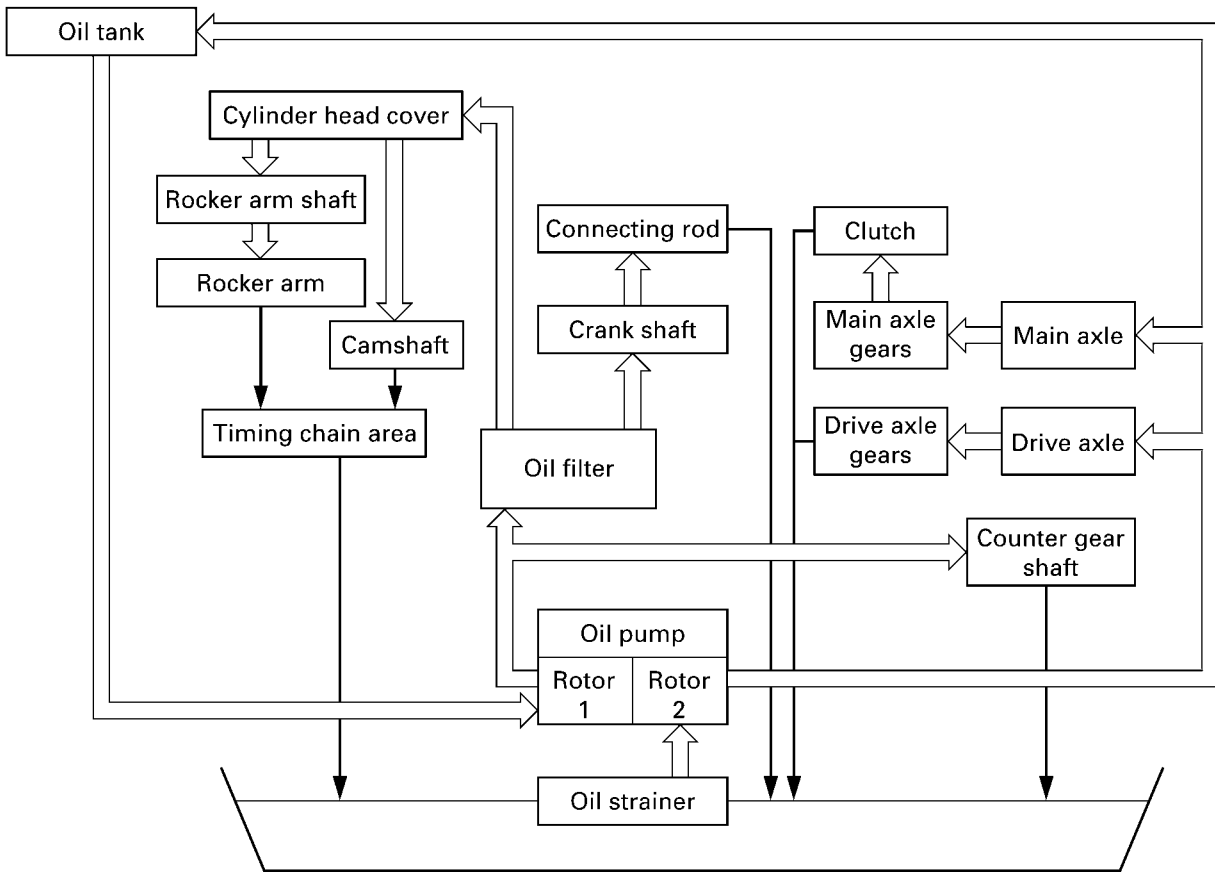 Oil tank
Cylinder head cover
Rocker arm shaft
Rocker arm
Camshaft
Timing chain area
Connecting rod
Crank shaft
Oil filter
Clutch
Main axle
gears
Main axle
Drive axle
gears
Drive axle
Counter gear
shaft
Oil pump
Rotor
1
Rotor
2
Oil strainer